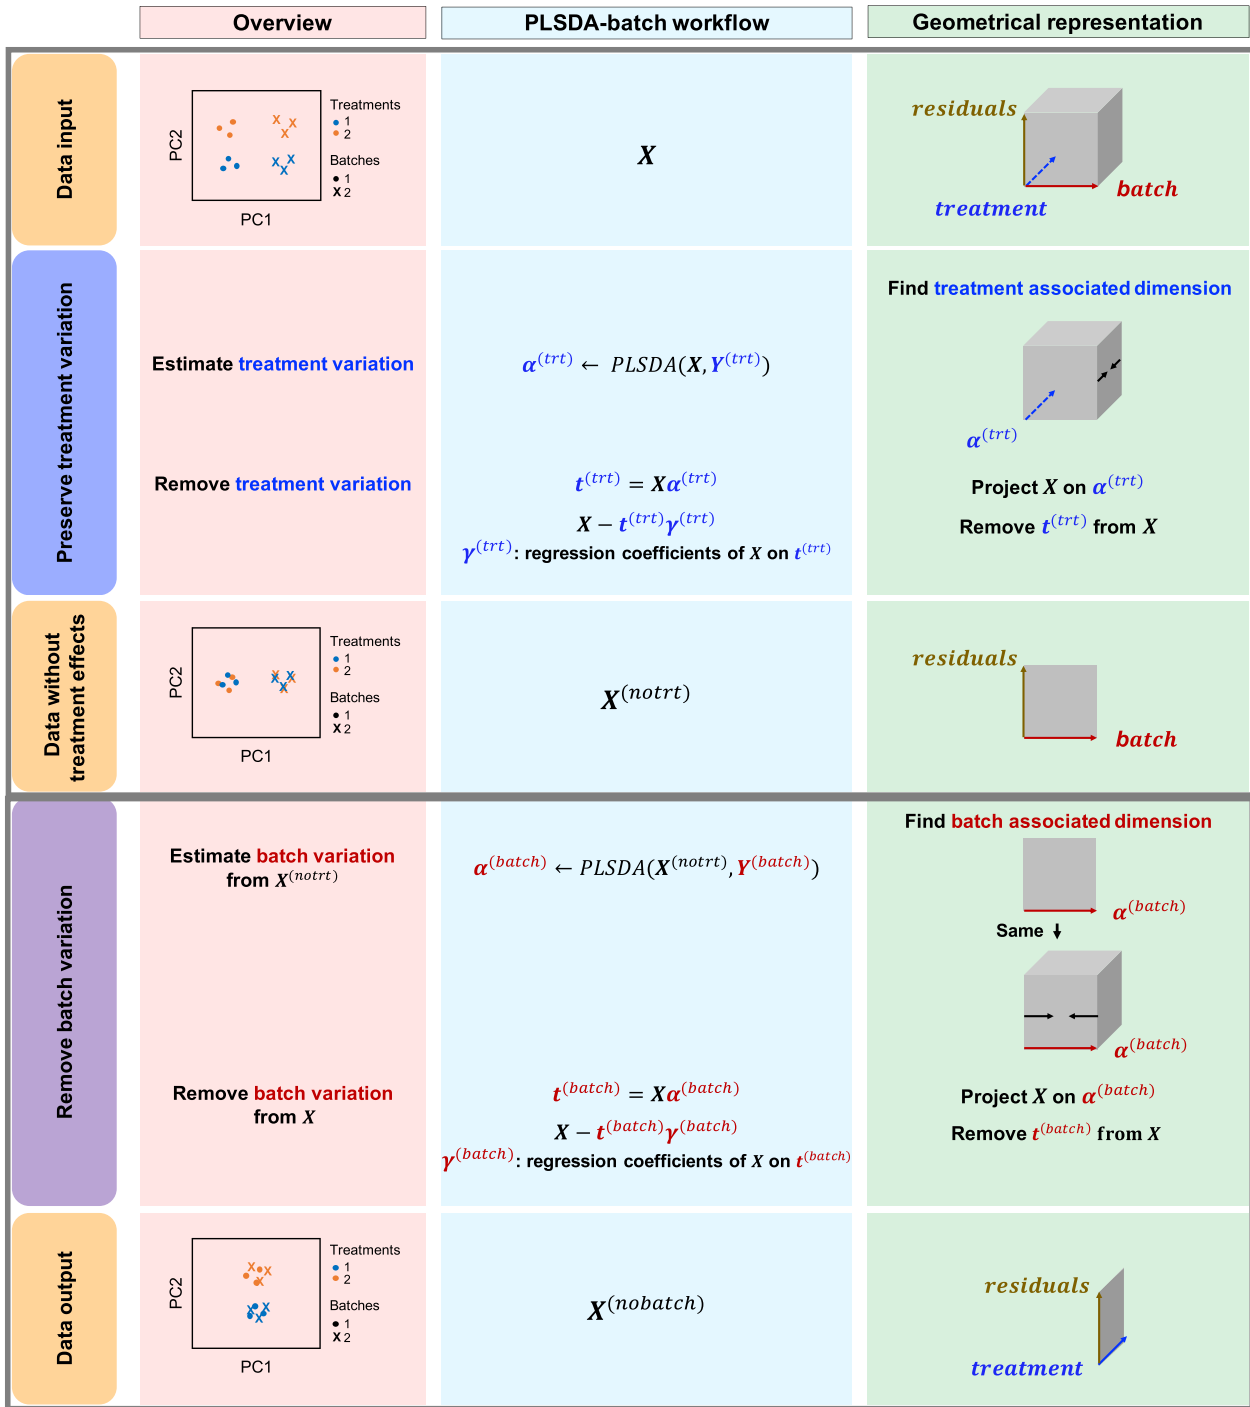 Overview
PLSDA-batch workflow
Geometrical representation
Data input
PC2
PC1
Treatments
1
2
Batches
1
X 2
X
residuals
batch
treatment
Preserve treatment variation
Estimate treatment variation
α^(trt) ← PLSDA(X, Y^(trt))
Find treatment associated dimension
α^(trt)
Remove treatment variation
t^(trt) = Xα^(trt)
X − t^(trt)γ^(trt)
γ^(trt): regression coefficients of X on t^(trt)
Project X on α^(trt)
Remove t^(trt) from X
Data without
treatment effects
PC2
PC1
Treatments
1
2
Batches
1
X 2
X^(notrt)
residuals
batch
Remove batch variation
Estimate batch variation
from X^(notrt)
α^(batch) ← PLSDA(X^(notrt), Y^(batch))
Find batch associated dimension
α^(batch)
Same
α^(batch)
Remove batch variation
from X
t^(batch) = Xα^(batch)
X − t^(batch)γ^(batch)
γ^(batch): regression coefficients of X on t^(batch)
Project X on α^(batch)
Remove t^(batch) from X
Data output
PC2
PC1
Treatments
1
2
Batches
1
X 2
X^(nobatch)
residuals
treatment